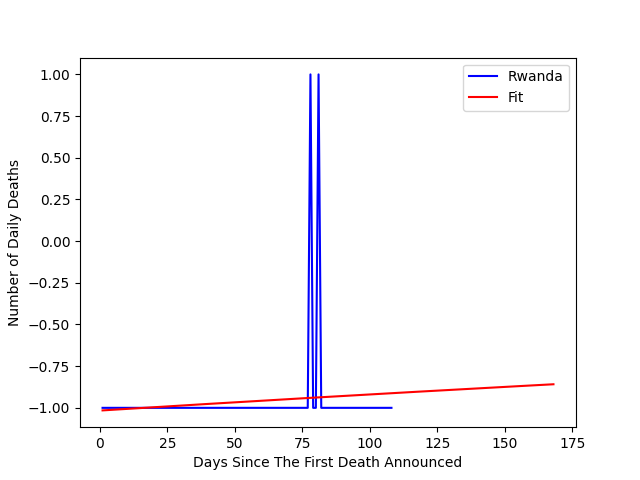 1.00
0.75
0.50
0.25
0.00
−0.25
−0.50
−0.75
−1.00
Number of Daily Deaths
Rwanda
Fit
0 25 50 75 100 125 150 175
Days Since The First Death Announced